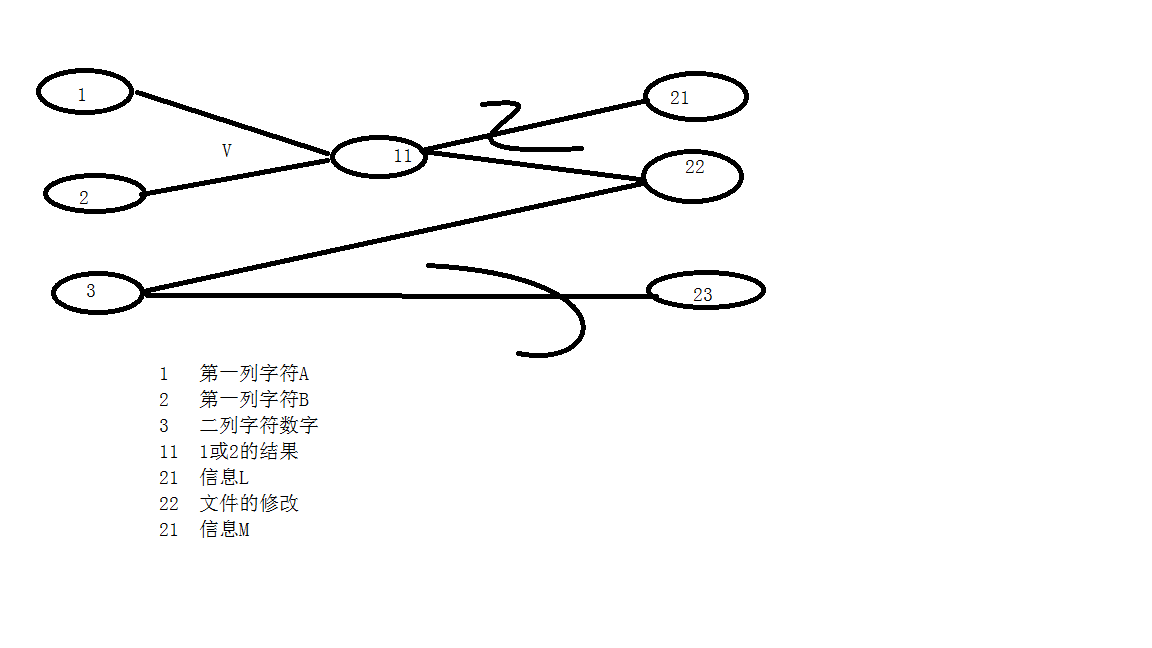 1
21
V
11
22
2
3
23
1 第一列字符A
2 第一列字符B
3 二列字符数字
11 1或2的结果
21 信息L
22 文件的修改
21 信息M